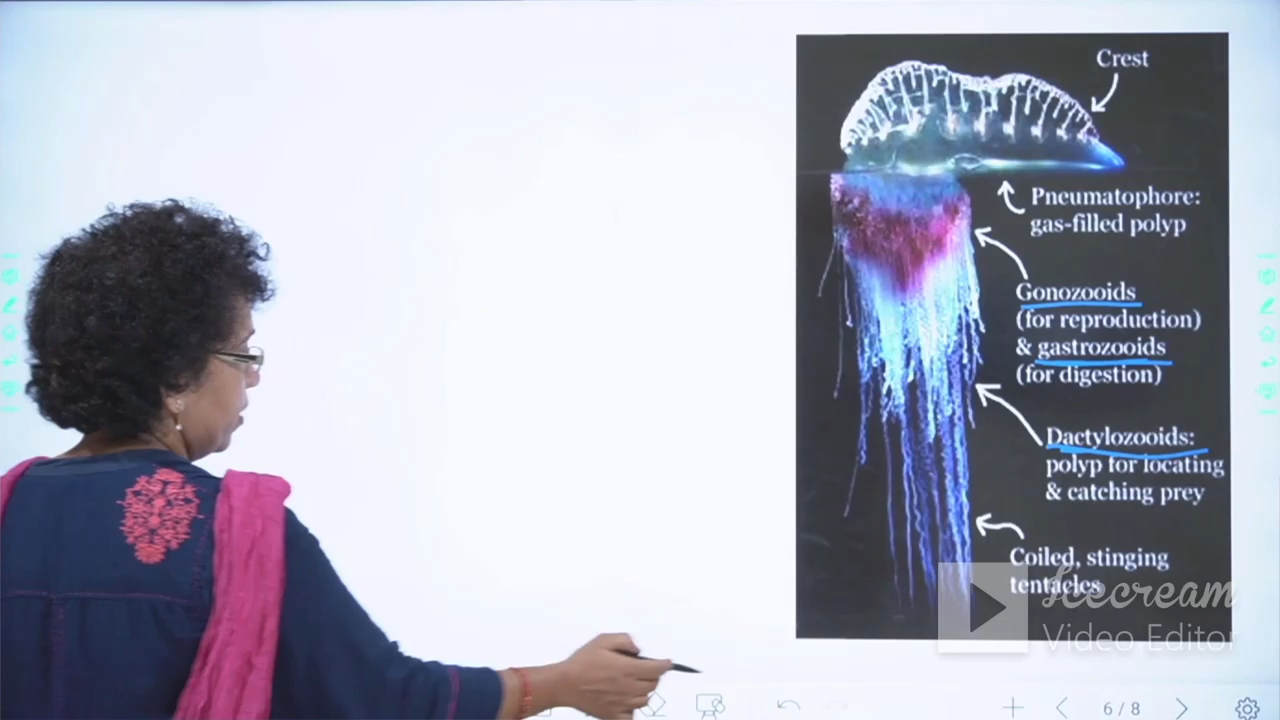 Crest
Pneumatophore:
gas-filled polyp
Gonozooids
(for reproduction)
& gastrozooids
(for digestion)
Dactylozooids:
polyp for locating
& catching prey
Coiled, stinging
tentacles
Icecream
Video Editor
6 / 8